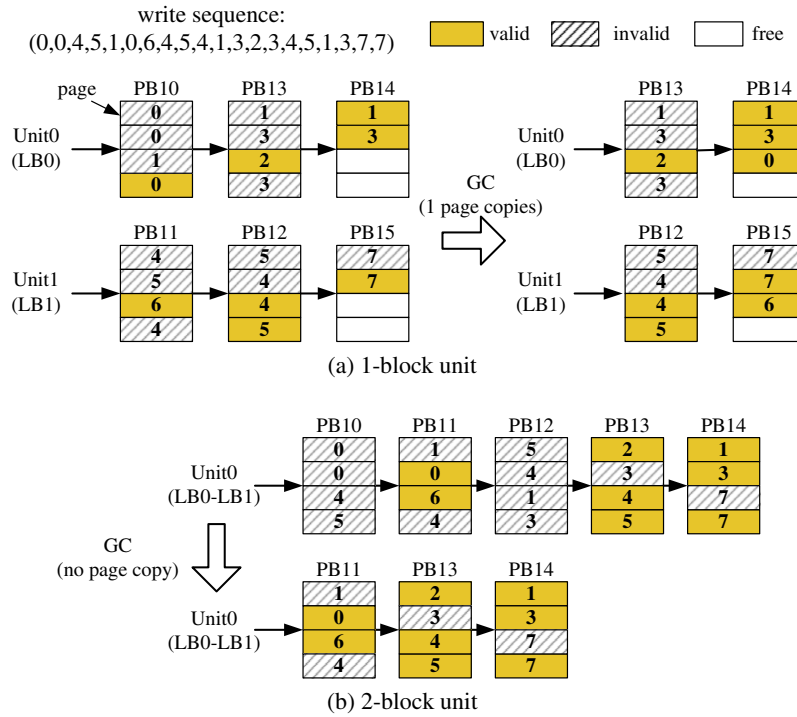 write sequence:
(0,0,4,5,1,0,6,4,5,4,1,3,2,3,4,5,1,3,7,7)
valid invalid free
page PB10 PB13 PB14 PB13 PB14
Unit0 (LB0)
0 1 1
0 3 3
1 2
0 3
GC
(1 page copies)
Unit0
(LB0)
1 1
3 3
2 0
3
PB11 PB12 PB15 PB12 PB15
Unit1
(LB1)
4 5 7
5 4 7
6 4
4 5
Unit1
(LB1)
5 7
4 7
4 6
5
(a) 1-block unit
PB10 PB11 PB12 PB13 PB14
Unit0
(LB0-LB1)
0 1 5 2 1
0 0 4 3 3
4 6 1 4 7
5 4 3 5 7
GC
(no page copy)
PB11 PB13 PB14
Unit0
(LB0-LB1)
1 2 1
0 3 3
6 4 7
4 5 7
(b) 2-block unit